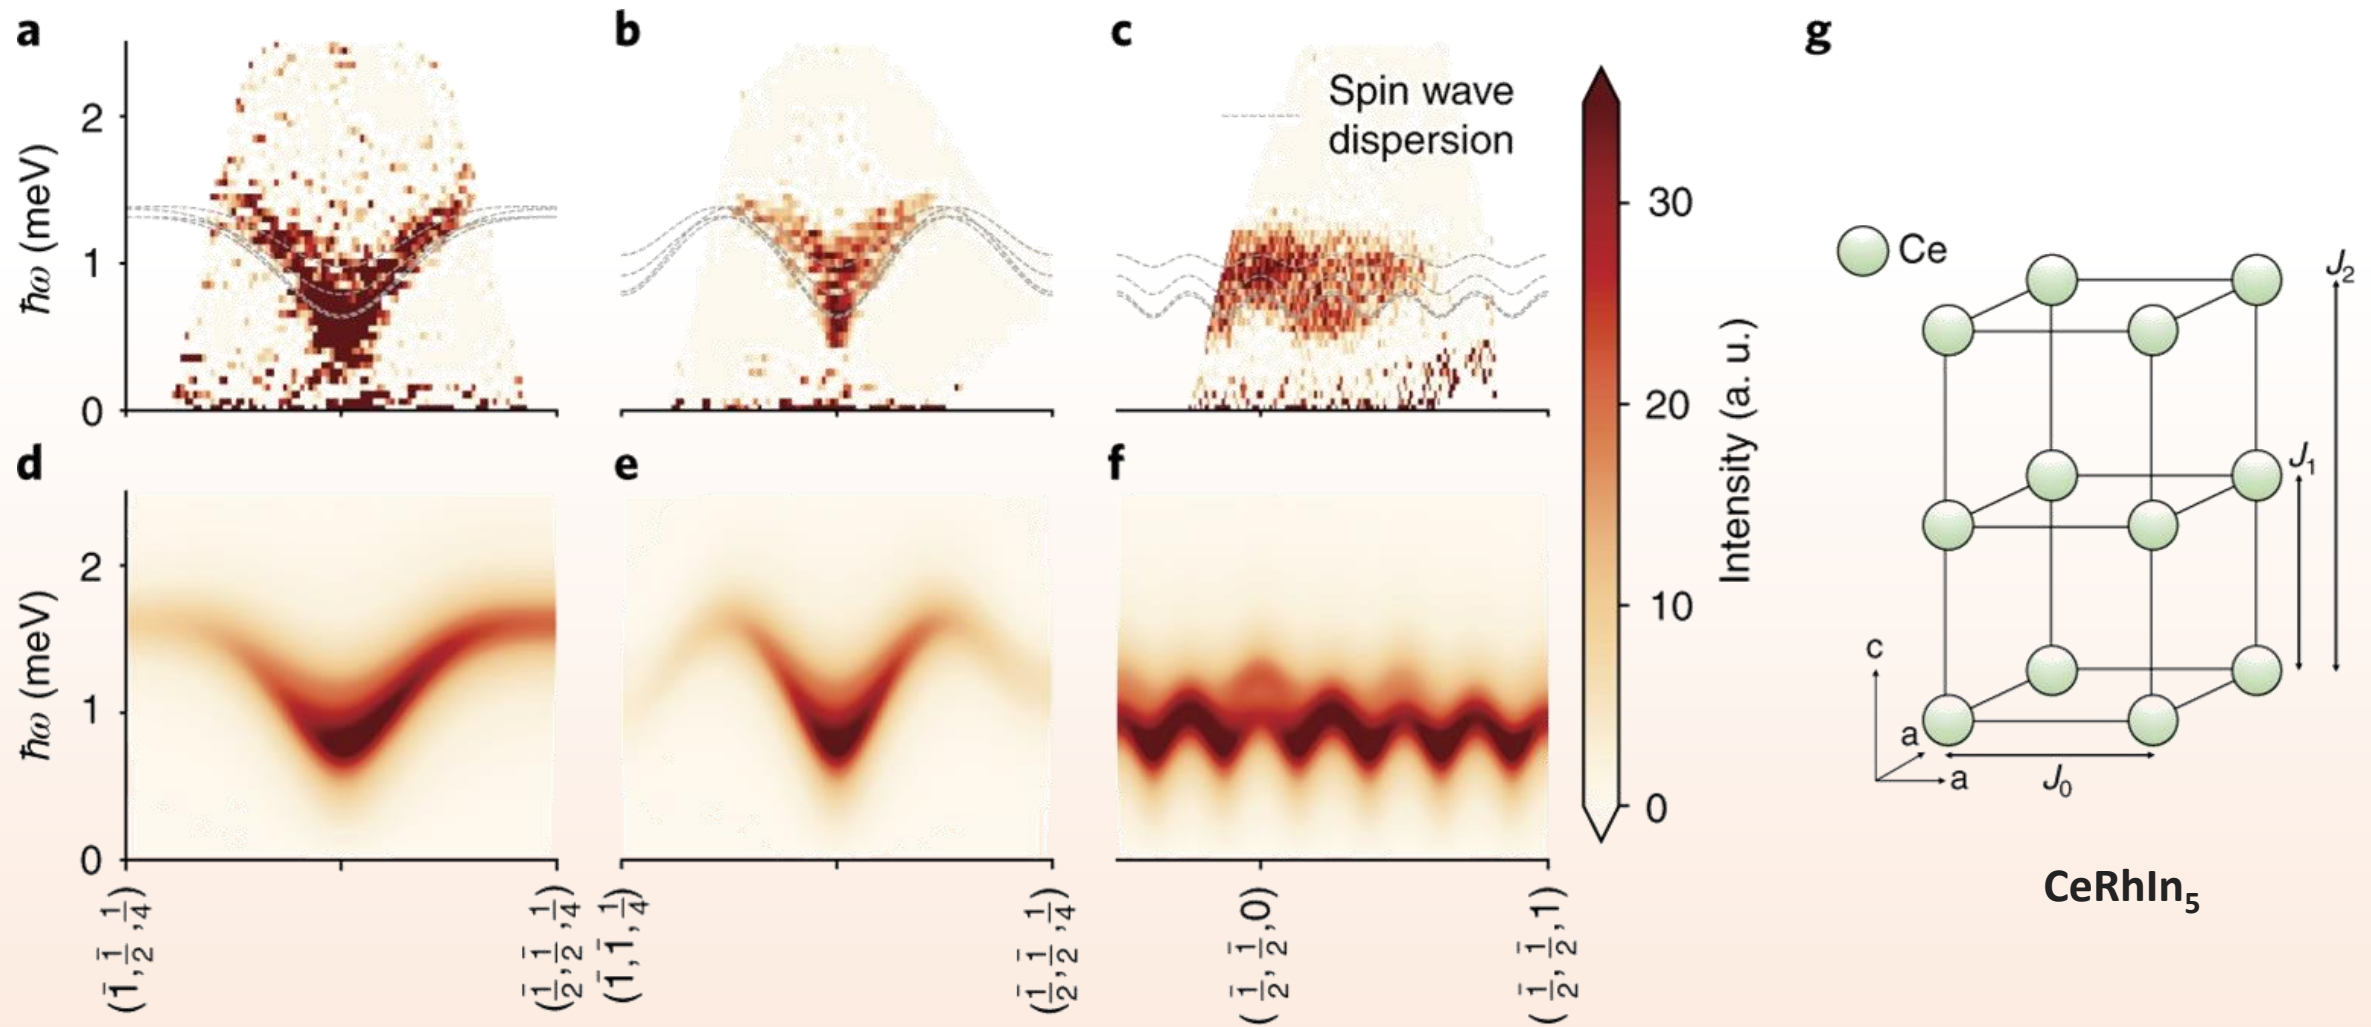 a
b
c
g
ħω (meV)
2
1
0
Spin wave
dispersion
30
20
10
0
Intensity (a. u.)
Ce
J₂
J₁
J₀
c
a
a
CeRhIn₅
d
e
f
ħω (meV)
2
1
0
(1̄, 1̄/2, 1/4)
(1̄/2, 1̄/2, 1/4)
(1̄, 1̄, 1/4)
(1̄/2, 1̄/2, 1/4)
(1̄/2, 1̄/2, 0)
(1̄/2, 1̄/2, 1)